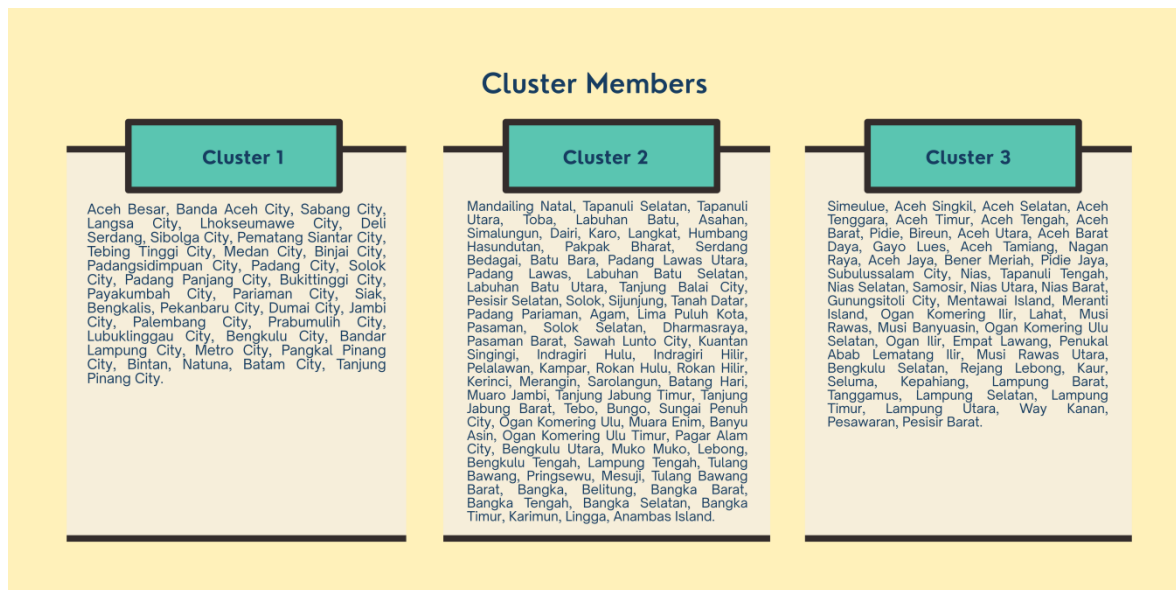 Cluster Members
Cluster 1
Aceh Besar, Banda Aceh City, Sabang City,
Langsa City, Lhokseumawe City, Deli
Serdang, Sibolga City, Pematang Siantar City,
Tebing Tinggi City, Medan City, Binjai City,
Padangsidimpuan City, Padang City, Solok
City, Padang Panjang City, Bukittinggi City,
Payakumbah City, Pariaman City, Siak,
Bengkalis, Pekanbaru City, Dumai City, Jambi
City, Palembang City, Prabumulih City,
Lubuklinggau City, Bengkulu City, Bandar
Lampung City, Metro City, Pangkal Pinang
City, Bintan, Natuna, Batam City, Tanjung
Pinang City.
Cluster 2
Mandailing Natal, Tapanuli Selatan, Tapanuli
Utara, Toba, Labuhan Batu, Asahan,
Simalungun, Dairi, Karo, Langkat, Humbang
Hasundutan, Pakpak Bharat, Serdang
Bedagai, Batu Bara, Padang Lawas Utara,
Padang Lawas, Labuhan Batu Selatan,
Labuhan Batu Utara, Tanjung Balai City,
Pesisir Selatan, Solok, Sijunjung, Tanah Datar,
Padang Pariaman, Agam, Lima Puluh Kota,
Pasaman, Solok Selatan, Dharmasraya,
Pasaman Barat, Sawah Lunto City, Kuantan
Singingi, Indragiri Hulu, Indragiri Hilir,
Pelalawan, Kampar, Rokan Hulu, Rokan Hilir,
Kerinci, Merangin, Sarolangun, Batang Hari,
Muaro Jambi, Tanjung Jabung Timur, Tanjung
Jabung Barat, Tebo, Bungo, Sungai Penuh
City, Ogan Komering Ulu, Muara Enim, Banyu
Asin, Ogan Komering Ulu Timur, Pagar Alam
City, Bengkulu Utara, Muko Muko, Lebong,
Bengkulu Tengah, Lampung Tengah, Tulang
Bawang, Pringsewu, Mesuji, Tulang Bawang
Barat, Bangka, Belitung, Bangka Barat,
Bangka Tengah, Bangka Selatan, Bangka
Timur, Karimun, Lingga, Anambas Island.
Cluster 3
Simeulue, Aceh Singkil, Aceh Selatan, Aceh
Tenggara, Aceh Timur, Aceh Tengah, Aceh
Barat, Pidie, Bireun, Aceh Utara, Aceh Barat
Daya, Gayo Lues, Aceh Tamiang, Nagan
Raya, Aceh Jaya, Bener Meriah, Pidie Jaya,
Subulussalam City, Nias, Tapanuli Tengah,
Nias Selatan, Samosir, Nias Utara, Nias Barat,
Gunungsitoli City, Mentawai Island, Meranti
Island, Ogan Komering Ilir, Lahat, Musi
Rawas, Musi Banyuasin, Ogan Komering Ulu
Selatan, Ogan Ilir, Empat Lawang, Penukal
Abab Lematang Ilir, Musi Rawas Utara,
Bengkulu Selatan, Rejang Lebong, Kaur,
Seluma, Kepahiang, Lampung Barat,
Tanggamus, Lampung Selatan, Lampung
Timur, Lampung Utara, Way Kanan,
Pesawaran, Pesisir Barat.